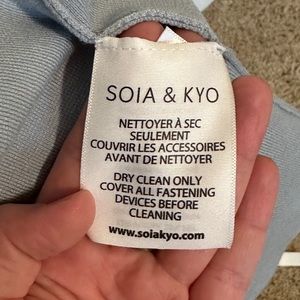 SOIA & KYO
NETTOYER À SEC
SEULEMENT
COUVRIR LES ACCESSOIRES
AVANT DE NETTOYER
DRY CLEAN ONLY
COVER ALL FASTENING
DEVICES BEFORE
CLEANING
www.soiakyo.com